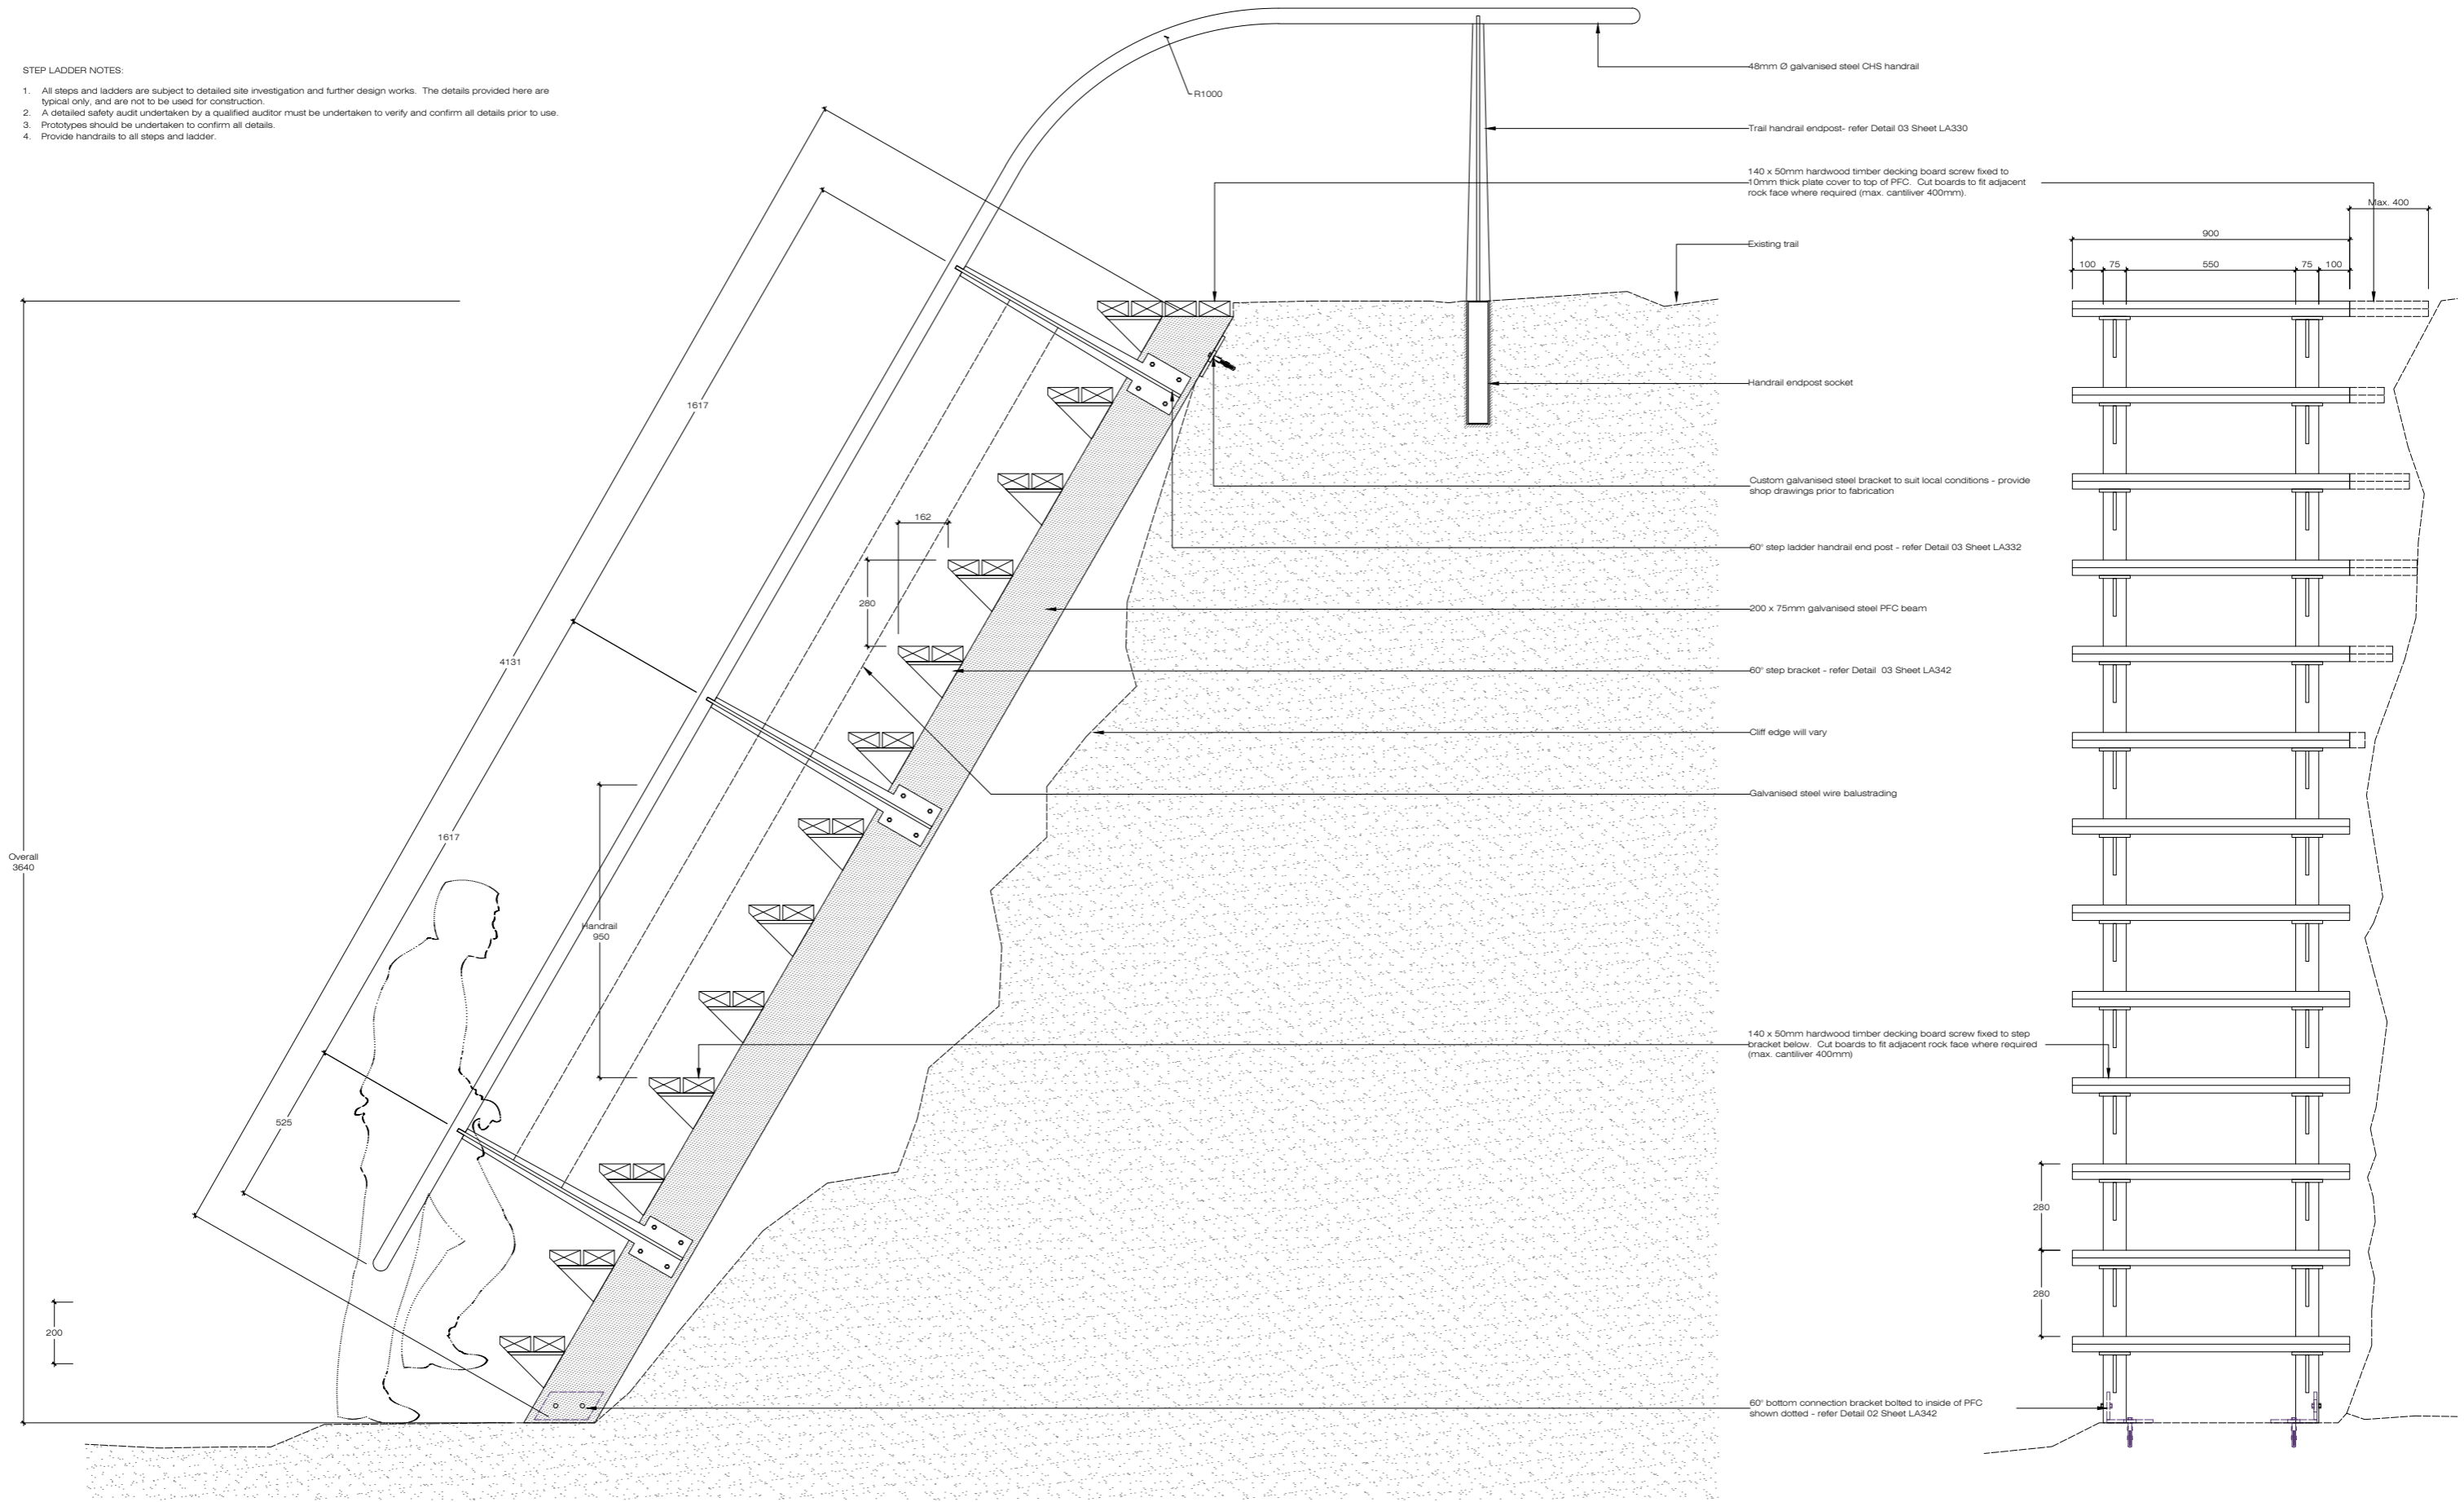 STEP LADDER NOTES:
1. All steps and ladders are subject to detailed site investigation and further design works. The details provided here are
typical only, and are not to be used for construction.
2. A detailed safety audit undertaken by a qualified auditor must be undertaken to verify and confirm all details prior to use.
3. Prototypes should be undertaken to confirm all details.
4. Provide handrails to all steps and ladder.
R1000
48mm Ø galvanised steel CHS handrail
Trail handrail endpost- refer Detail 03 Sheet LA330
140 x 50mm hardwood timber decking board screw fixed to
10mm thick plate cover to top of PFC. Cut boards to fit adjacent
rock face where required (max. cantiliver 400mm).
Existing trail
Handrail endpost socket
Custom galvanised steel bracket to suit local conditions - provide
shop drawings prior to fabrication
60° step ladder handrail end post - refer Detail 03 Sheet LA332
200 x 75mm galvanised steel PFC beam
60° step bracket - refer Detail 03 Sheet LA342
Cliff edge will vary
Galvanised steel wire balustrading
140 x 50mm hardwood timber decking board screw fixed to step
bracket below. Cut boards to fit adjacent rock face where required
(max. cantiliver 400mm)
60° bottom connection bracket bolted to inside of PFC
shown dotted - refer Detail 02 Sheet LA342
1617
4131
1617
525
162
280
Handrail
950
Overall
3640
200
Max. 400
900
100
75
550
75
100
280
280